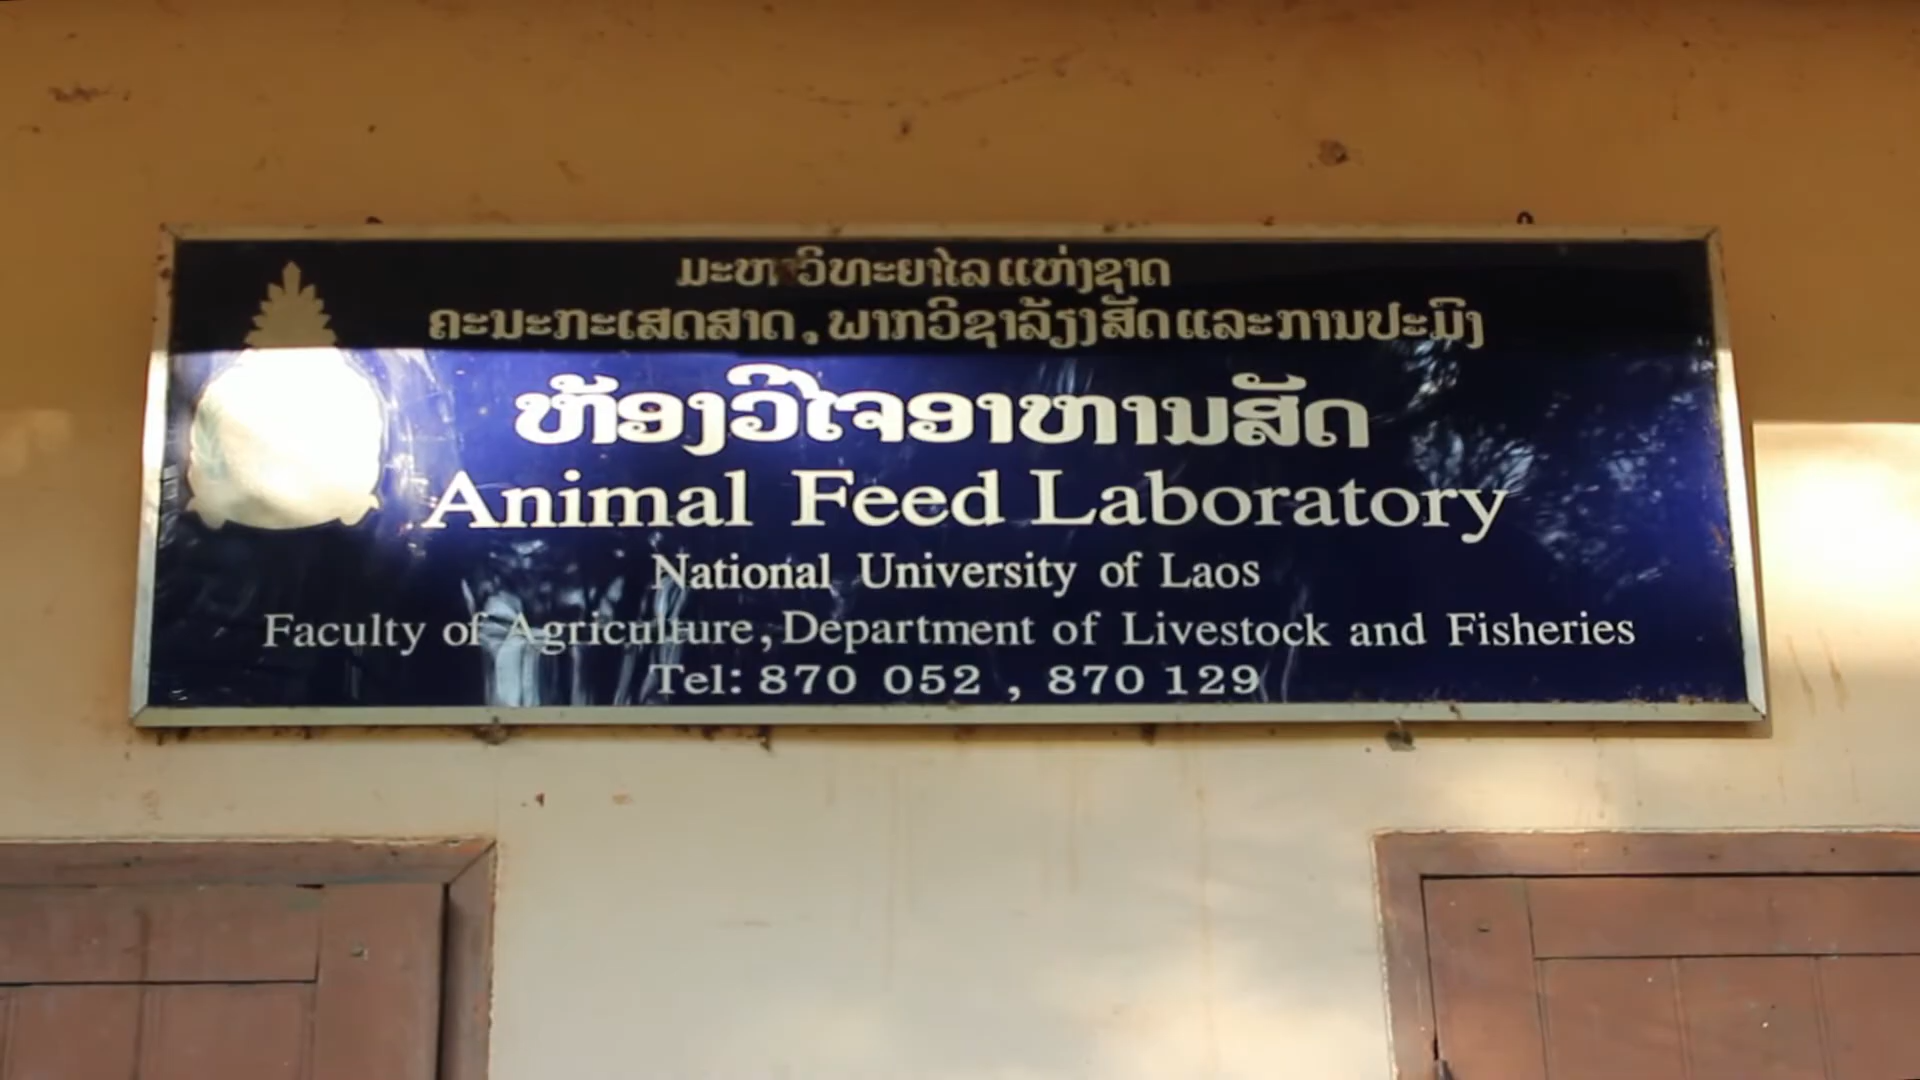 ມະຫາວິທະຍາໄລ ແຫ່ງຊາດ
ຄະນະກະເສດສາດ, ພາກວິຊາລ້ຽງສັດແລະການປະມົງ
ຫ້ອງວິໄຈອາຫານສັດ
Animal Feed Laboratory
National University of Laos
Faculty of Agriculture, Department of Livestock and Fisheries
Tel: 870 052 , 870 129